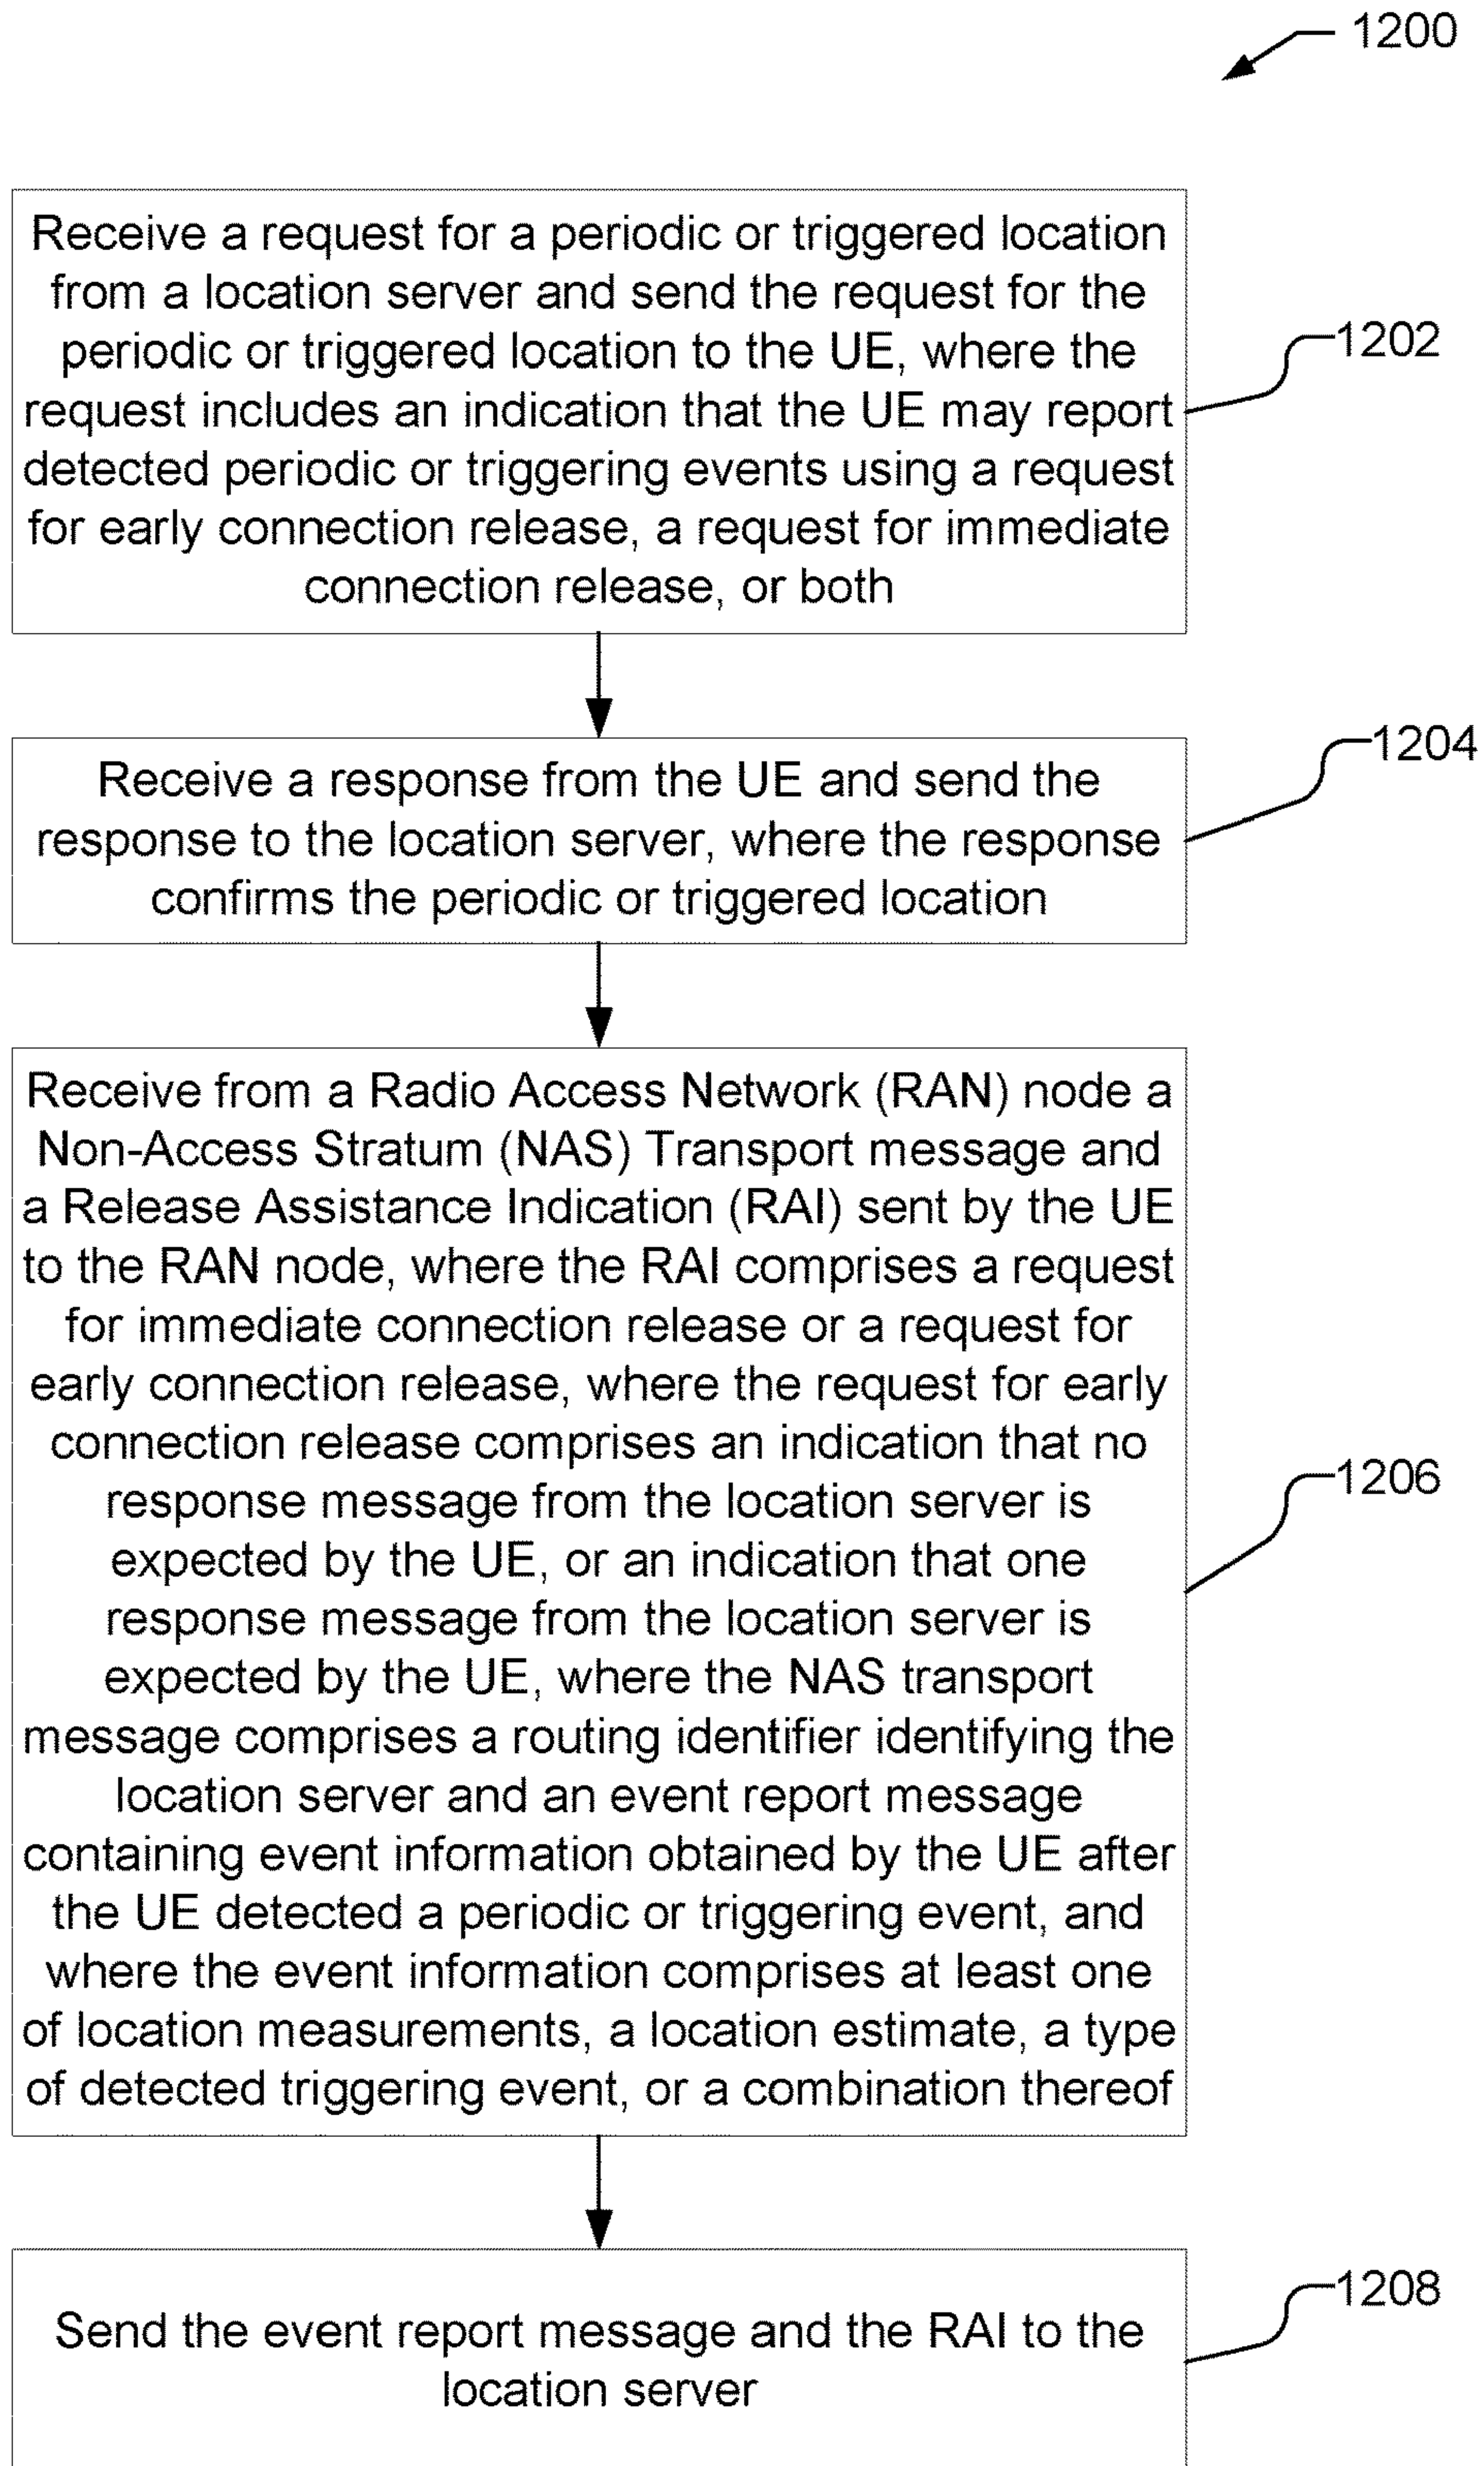 1200
Receive a request for a periodic or triggered location
from a location server and send the request for the
periodic or triggered location to the UE, where the
request includes an indication that the UE may report
detected periodic or triggering events using a request
for early connection release, a request for immediate
connection release, or both
1202
Receive a response from the UE and send the
response to the location server, where the response
confirms the periodic or triggered location
1204
Receive from a Radio Access Network (RAN) node a
Non-Access Stratum (NAS) Transport message and
a Release Assistance Indication (RAI) sent by the UE
to the RAN node, where the RAI comprises a request
for immediate connection release or a request for
early connection release, where the request for early
connection release comprises an indication that no
response message from the location server is
expected by the UE, or an indication that one
response message from the location server is
expected by the UE, where the NAS transport
message comprises a routing identifier identifying the
location server and an event report message
containing event information obtained by the UE after
the UE detected a periodic or triggering event, and
where the event information comprises at least one
of location measurements, a location estimate, a type
of detected triggering event, or a combination thereof
1206
Send the event report message and the RAI to the
location server
1208